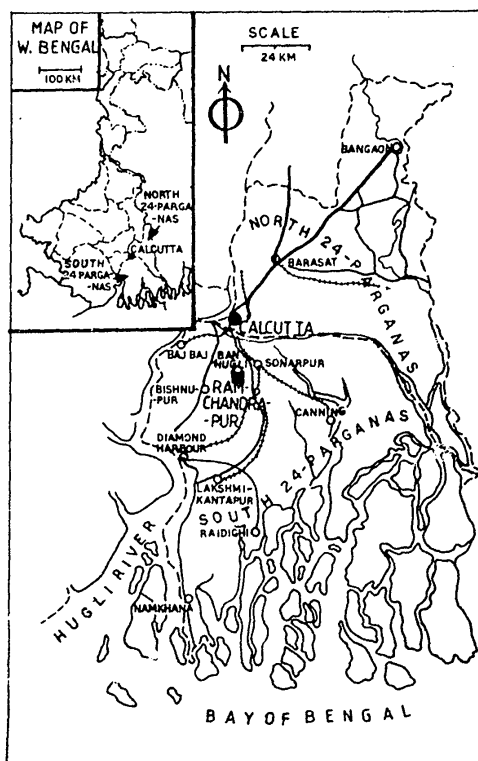 MAP OF
W. BENGAL
100 KM
NORTH
24-PARGA-
NAS
CALCUTTA
SOUTH
24 PARGA-
-NAS
SCALE
24 KM
N
BANGAON
NORTH 24-PARGANAS
BARASAT
CALCUTTA
BAJ BAJ
BAN
HUGLI
SONARPUR
BISHNU-
PUR
RAM
CHANDRA-
-PUR
CANNING
DIAMOND
HARBOUR
LAKSHMI-
KANTAPUR
SOUTH 24-PARGANAS
RAIDIGHI
HUGLI RIVER
NAMKHANA
BAY OF BENGAL